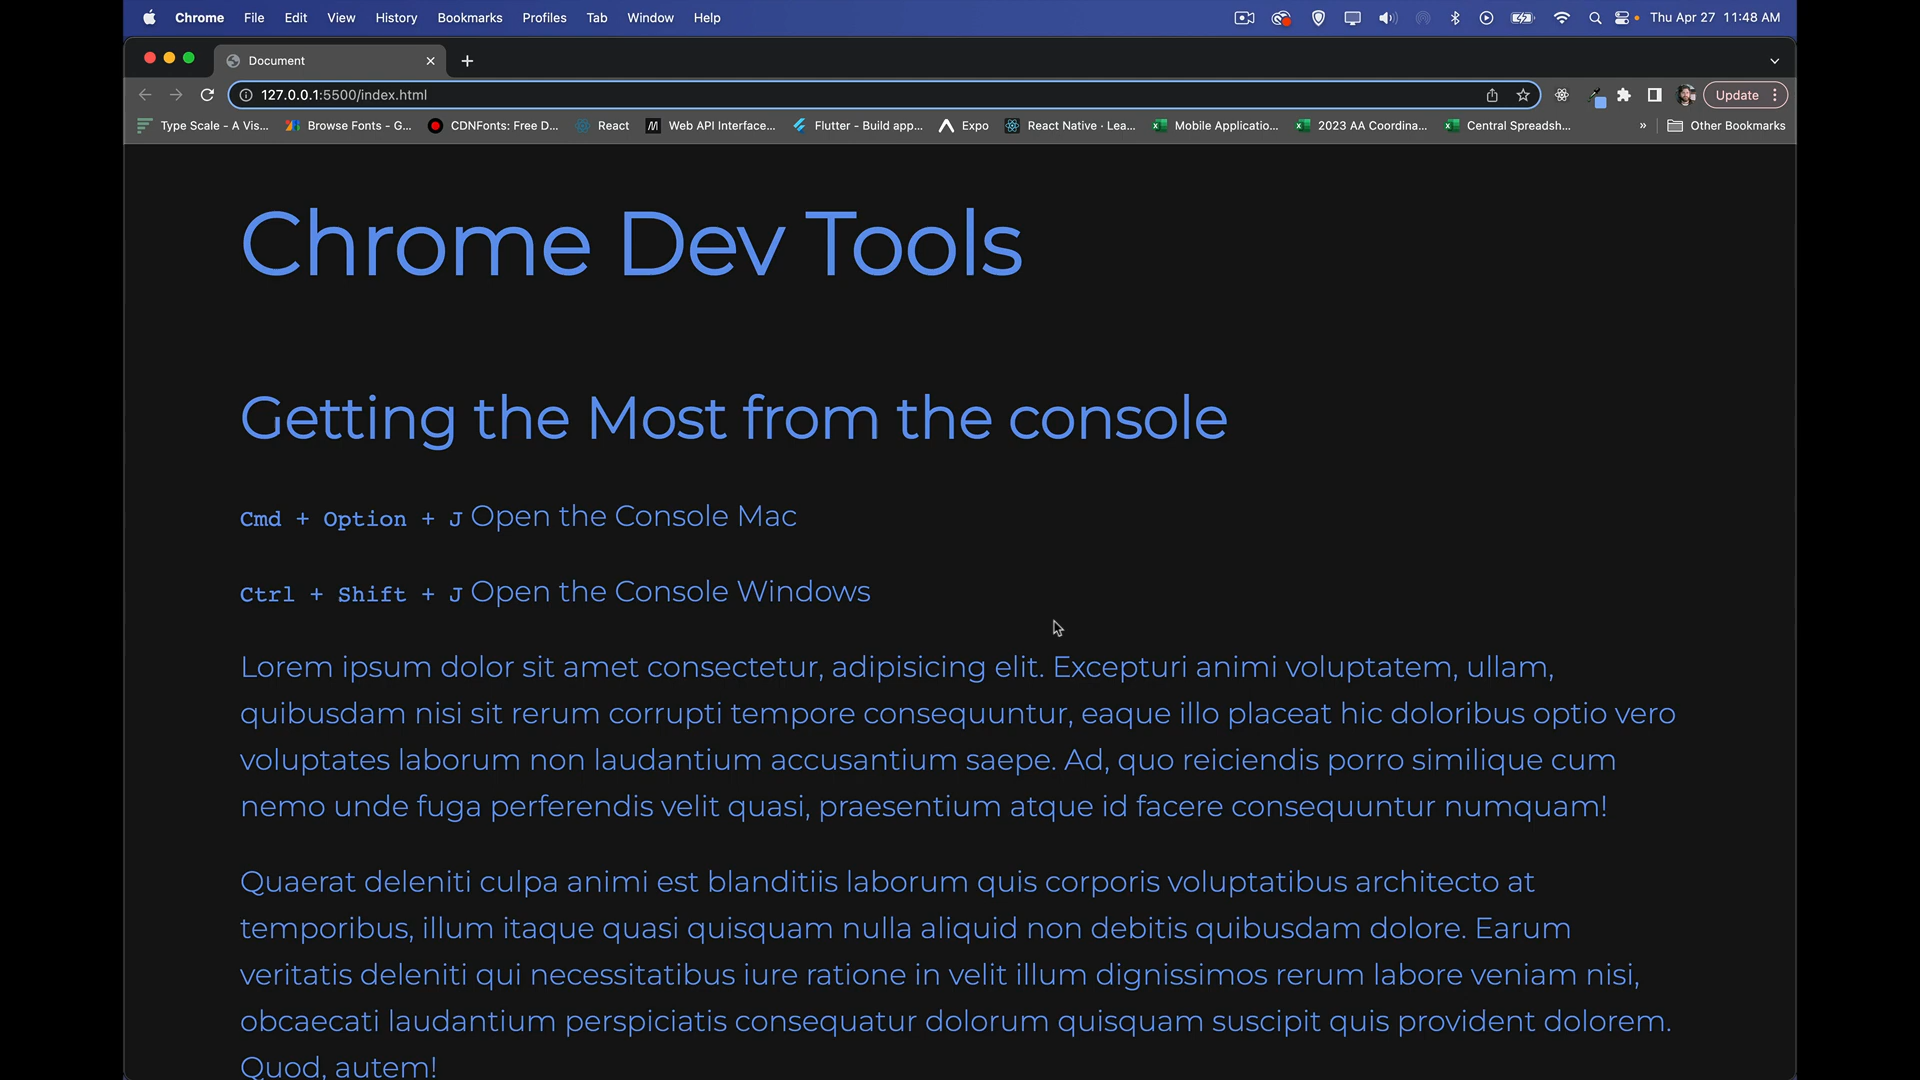 Chrome File Edit View History Bookmarks Profiles Tab Window Help Thu Apr 27 11:48 AM
Document
127.0.0.1:5500/index.html Update
Type Scale - A Vis... Browse Fonts - G... CDNFonts: Free D... React Web API Interface... Flutter - Build app... Expo React Native · Lea... Mobile Applicatio... 2023 AA Coordina... Central Spreadsh... » Other Bookmarks
Chrome Dev Tools
Getting the Most from the console
Cmd + Option + J Open the Console Mac
Ctrl + Shift + J Open the Console Windows
Lorem ipsum dolor sit amet consectetur, adipisicing elit. Excepturi animi voluptatem, ullam,
quibusdam nisi sit rerum corrupti tempore consequuntur, eaque illo placeat hic doloribus optio vero
voluptates laborum non laudantium accusantium saepe. Ad, quo reiciendis porro similique cum
nemo unde fuga perferendis velit quasi, praesentium atque id facere consequuntur numquam!
Quaerat deleniti culpa animi est blanditiis laborum quis corporis voluptatibus architecto at
temporibus, illum itaque quasi quisquam nulla aliquid non debitis quibusdam dolore. Earum
veritatis deleniti qui necessitatibus iure ratione in velit illum dignissimos rerum labore veniam nisi,
obcaecati laudantium perspiciatis consequatur dolorum quisquam suscipit quis provident dolorem.
Quod, autem!